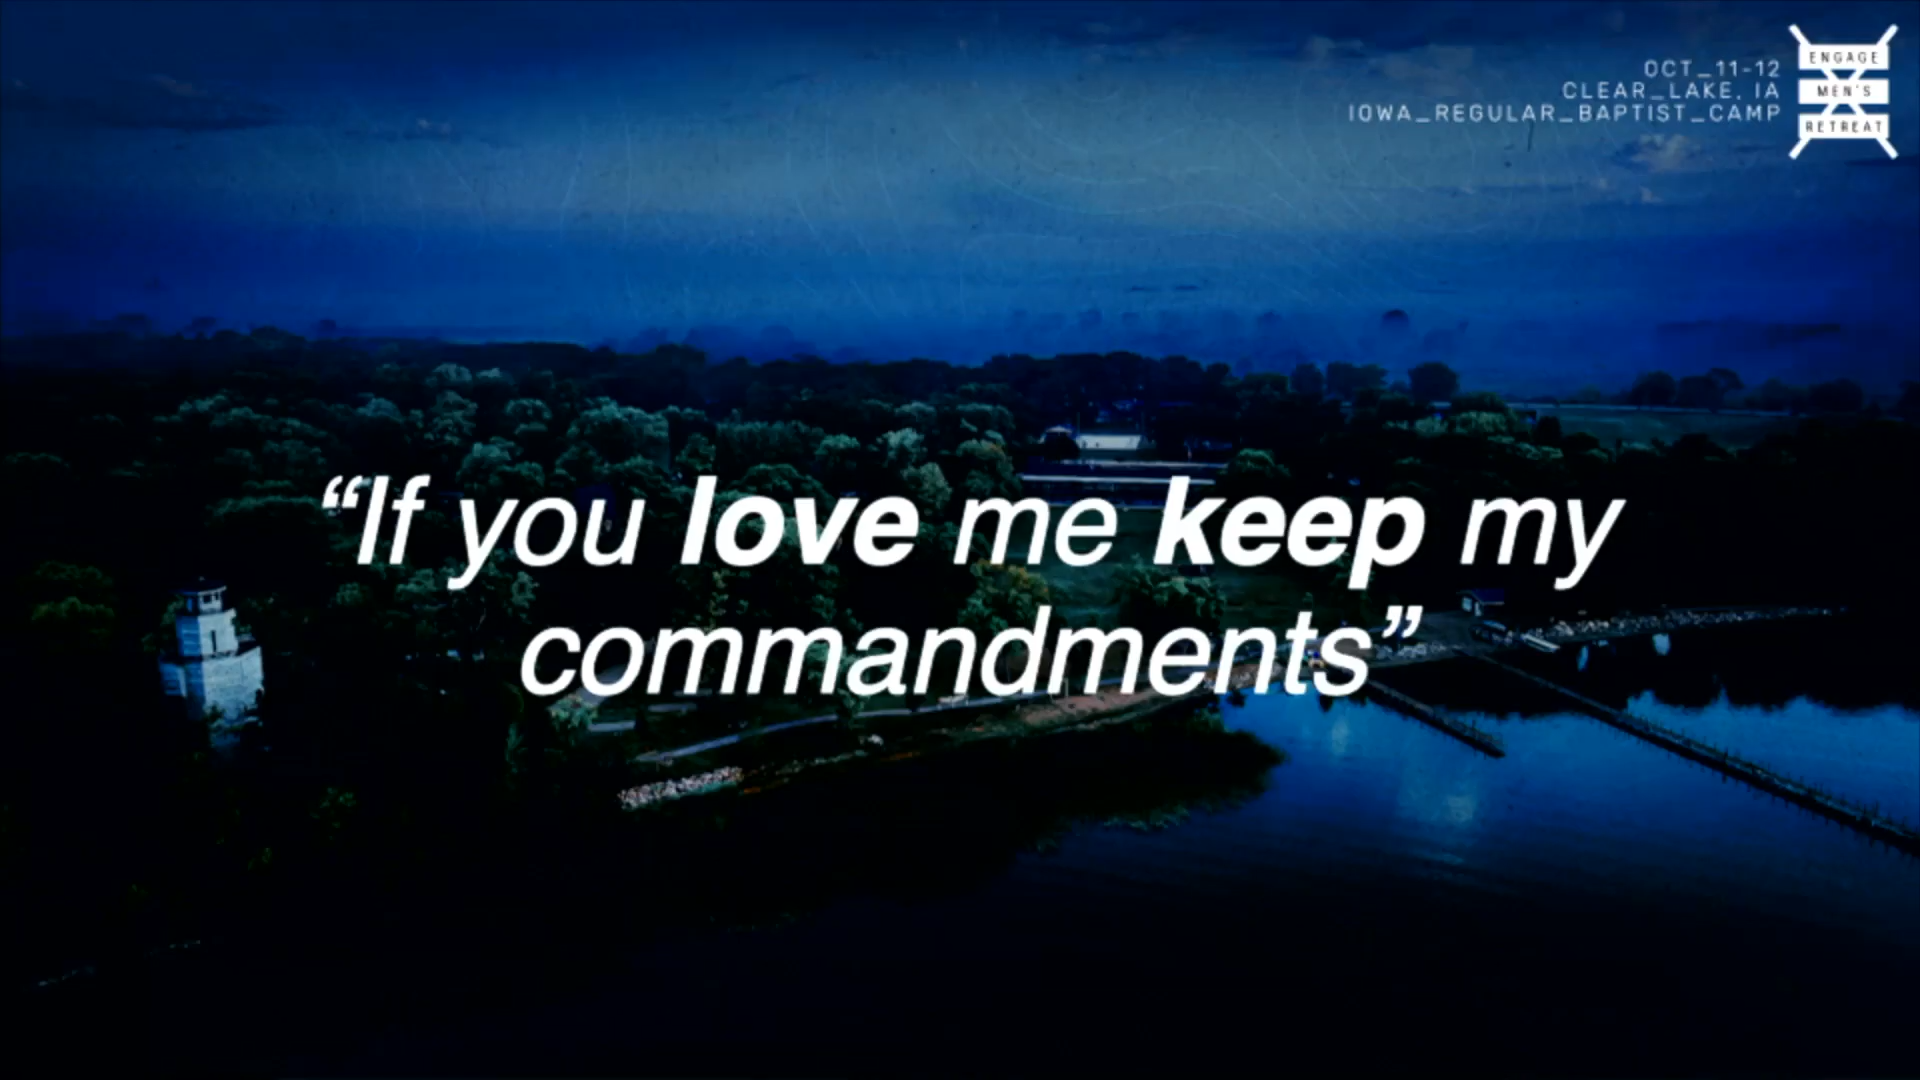 OCT_11-12
CLEAR_LAKE, IA
IOWA_REGULAR_BAPTIST_CAMP
ENGAGE
MEN'S
RETREAT
“If you love me keep my
commandments”